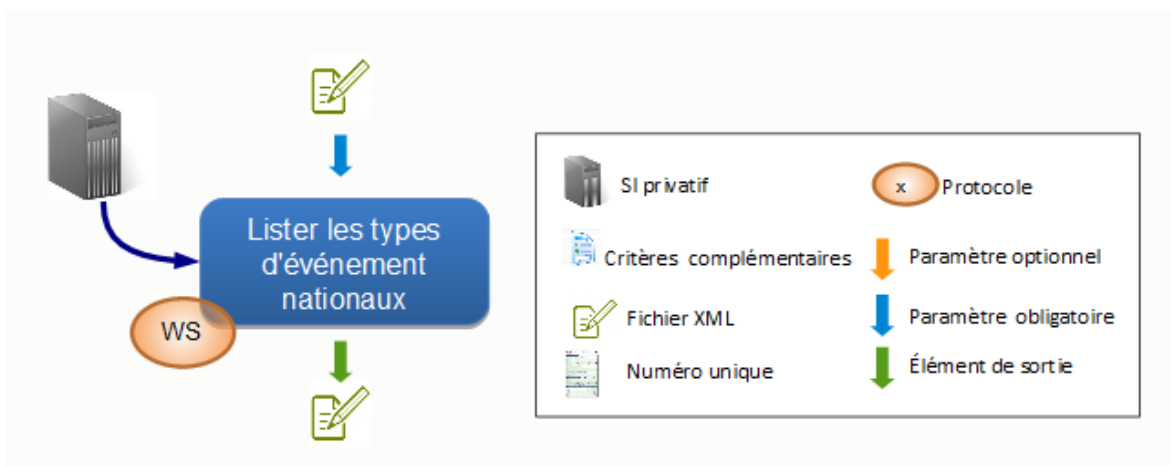 Lister les types
d'événement
nationaux
WS
SI privatif
x
Protocole
Critères complémentaires
Paramètre optionnel
Fichier XML
Paramètre obligatoire
Numéro unique
Élément de sortie